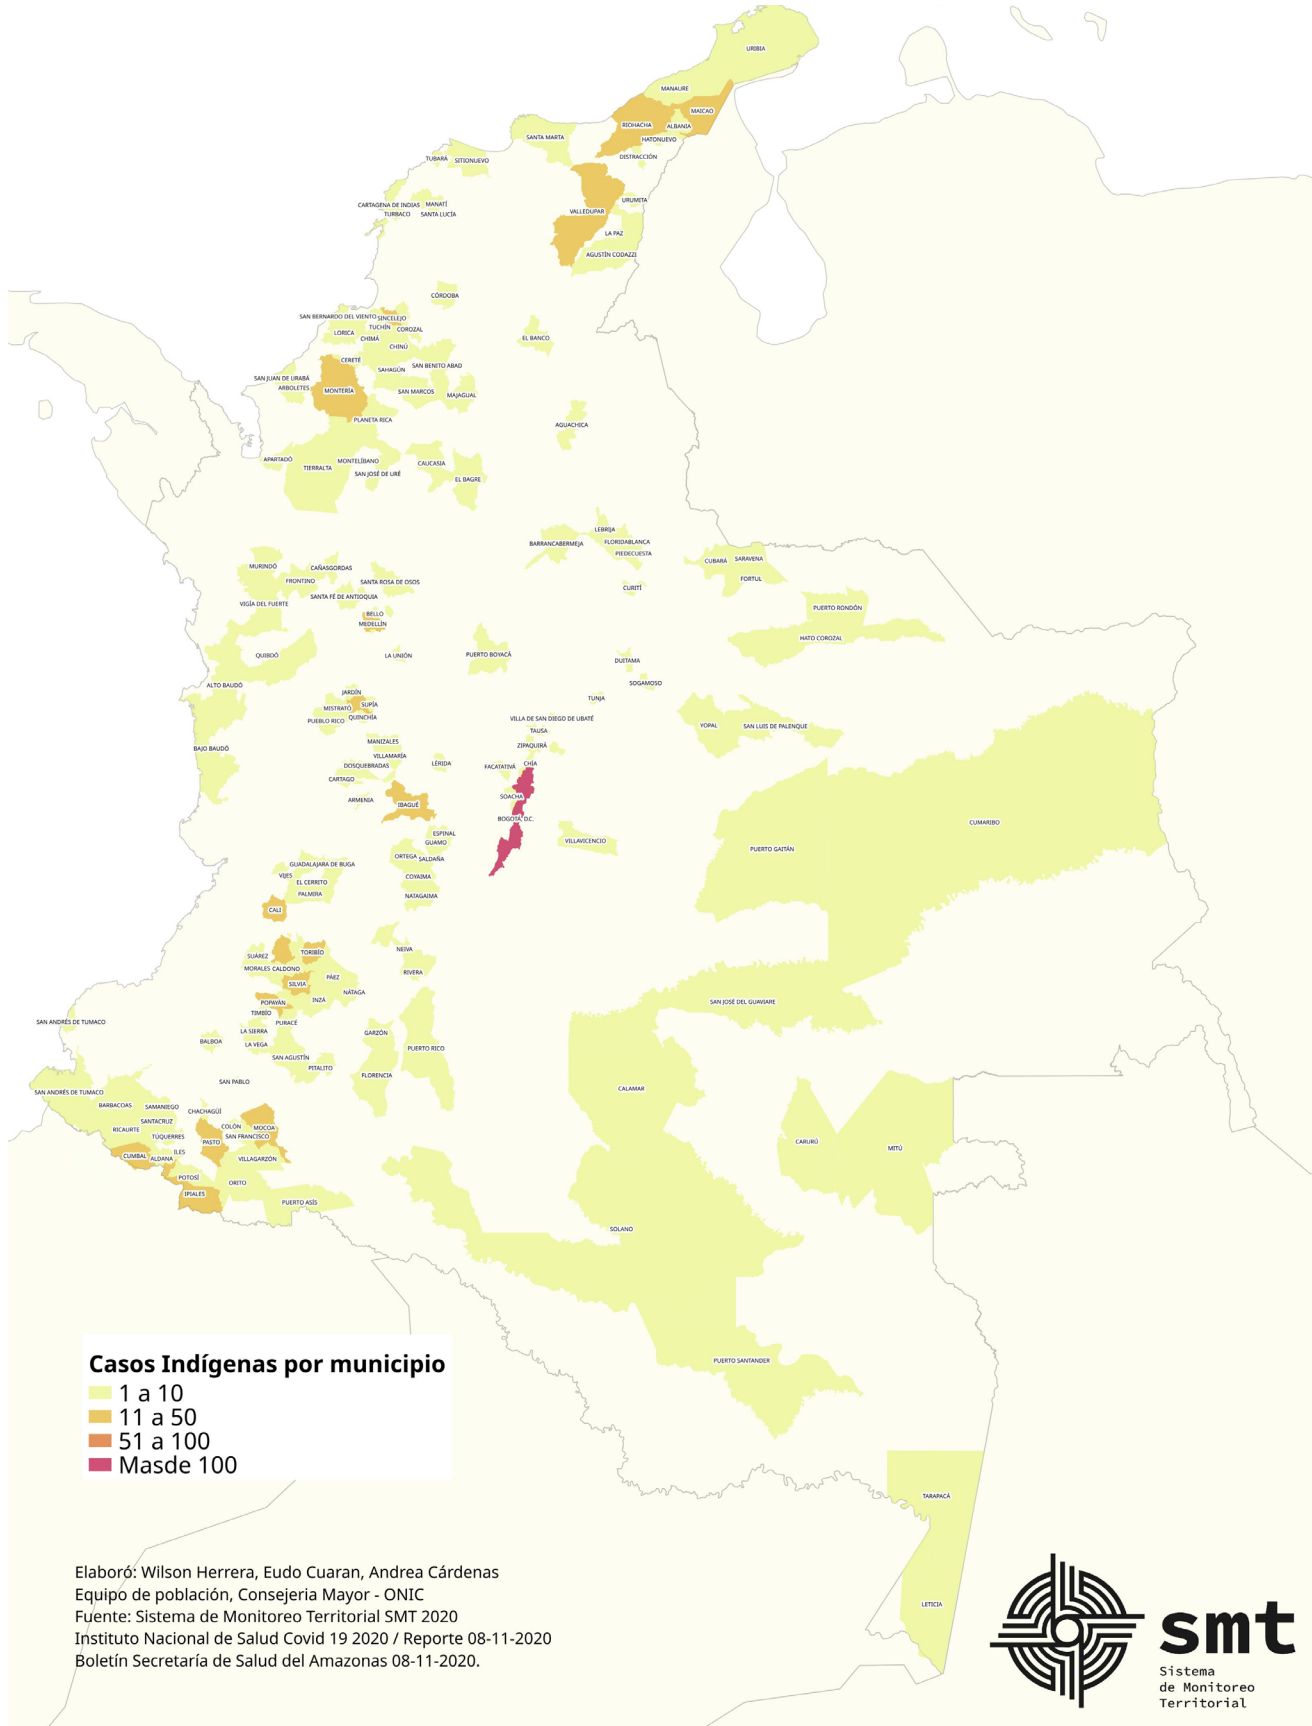 URIBIA
MANAURE
MAICAO
RIOHACHA
ALBANIA
HATONUEVO
SANTA MARTA
DISTRACCIÓN
TUBARÁ
SITIONUEVO
URUMITA
CARTAGENA DE INDIAS
MANATÍ
TURBACO
SANTA LUCÍA
VALLEDUPAR
LA PAZ
AGUSTÍN CODAZZI
CÓRDOBA
SAN BERNARDO DEL VIENTO
SINCELEJO
TUCHÍN
COROZAL
LORICA
CHIMÁ
EL BANCO
CHINÚ
CERETÉ
SAHAGÚN
SAN BENITO ABAD
SAN JUAN DE URABÁ
ARBOLETES
MONTERÍA
SAN MARCOS
MAJAGUAL
PLANETA RICA
AGUACHICA
APARTADÓ
TIERRALTA
MONTELÍBANO
CAUCASIA
SAN JOSÉ DE URÉ
EL BAGRE
LEBRIJA
BARRANCABERMEJA
FLORIDABLANCA
PIEDECUESTA
CUBARÁ
SARAVENA
FORTUL
MURINDÓ
CAÑASGORDAS
FRONTINO
SANTA ROSA DE OSOS
CURITÍ
SANTA FÉ DE ANTIOQUIA
VIGÍA DEL FUERTE
PUERTO RONDÓN
BELLO
MEDELLÍN
HATO COROZAL
QUIBDÓ
LA UNIÓN
PUERTO BOYACÁ
DUITAMA
ALTO BAUDÓ
SOGAMOSO
JARDÍN
TUNJA
MISTRATÓ
SUPÍA
PUEBLO RICO
QUINCHÍA
VILLA DE SAN DIEGO DE UBATÉ
YOPAL
SAN LUIS DE PALENQUE
TAUSA
BAJO BAUDÓ
MANIZALES
ZIPAQUIRÁ
VILLAMARÍA
DOSQUEBRADAS
LÉRIDA
FACATATIVÁ
CHÍA
CARTAGO
ARMENIA
IBAGUÉ
SOACHA
BOGOTÁ, D.C.
CUMARIBO
ESPINAL
GUAMO
VILLAVICENCIO
PUERTO GAITÁN
ORTEGA
SALDAÑA
GUADALAJARA DE BUGA
VIJES
EL CERRITO
COYAIMA
PALMIRA
NATAGAIMA
CALI
NEIVA
TORIBÍO
SUÁREZ
MORALES
CALDONO
RIVERA
PÁEZ
SILVIA
NÁTAGA
POPAYÁN
INZÁ
SAN JOSÉ DEL GUAVIARE
TIMBÍO
SAN ANDRÉS DE TUMACO
PURACÉ
LA SIERRA
GARZÓN
BALBOA
LA VEGA
PUERTO RICO
SAN AGUSTÍN
PITALITO
FLORENCIA
SAN PABLO
CALAMAR
SAN ANDRÉS DE TUMACO
BARBACOAS
SAMANIEGO
CHACHAGÜÍ
SANTACRUZ
COLÓN
MOCOA
RICAURTE
TÚQUERRES
SAN FRANCISCO
PASTO
CARURÚ
MITÚ
ILES
CUMBAL
ALDANA
VILLAGARZÓN
POTOSÍ
ORITO
IPIALES
PUERTO ASÍS
SOLANO
PUERTO SANTANDER
TARAPACÁ
LETICIA
Casos Indígenas por municipio
1 a 10
11 a 50
51 a 100
Masde 100
Elaboró: Wilson Herrera, Eudo Cuaran, Andrea Cárdenas
Equipo de población, Consejeria Mayor - ONIC
Fuente: Sistema de Monitoreo Territorial SMT 2020
Instituto Nacional de Salud Covid 19 2020 / Reporte 08-11-2020
Boletín Secretaría de Salud del Amazonas 08-11-2020.
smt
Sistema
de Monitoreo
Territorial